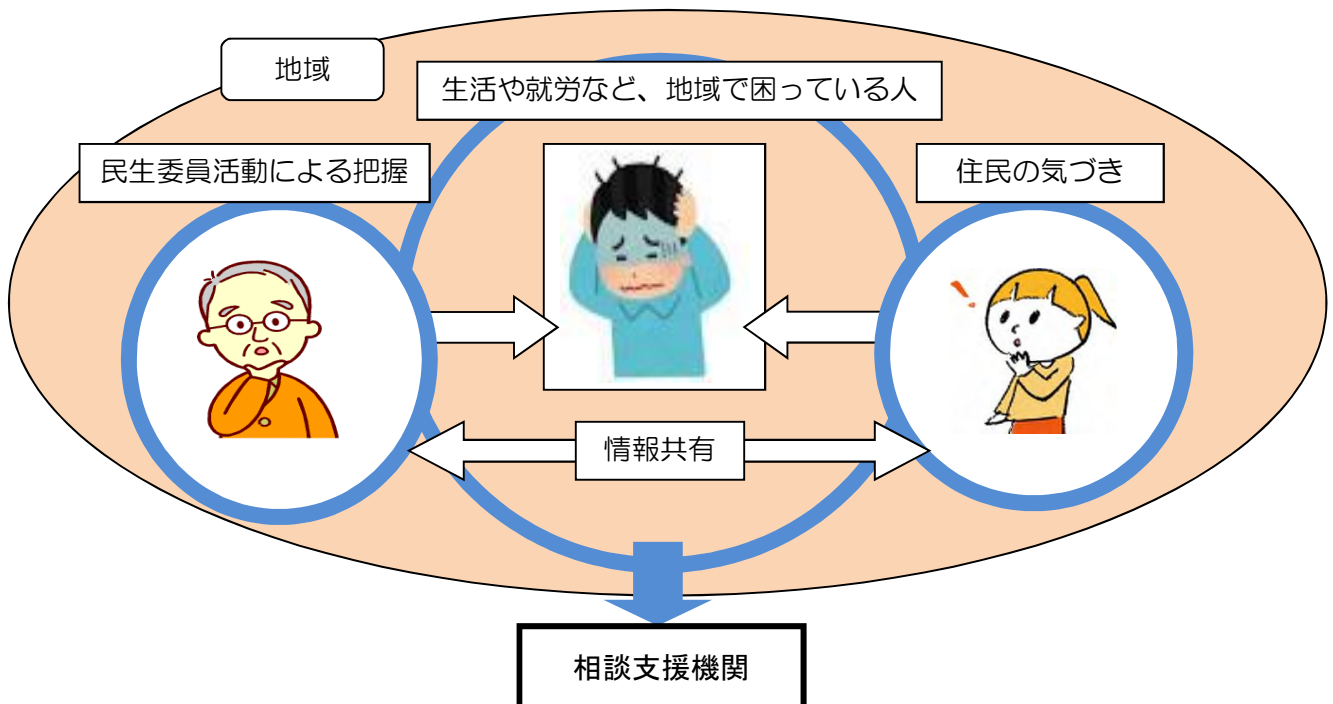 地域
生活や就労など、地域で困っている人
民生委員活動による把握
住民の気づき
情報共有
相談支援機関